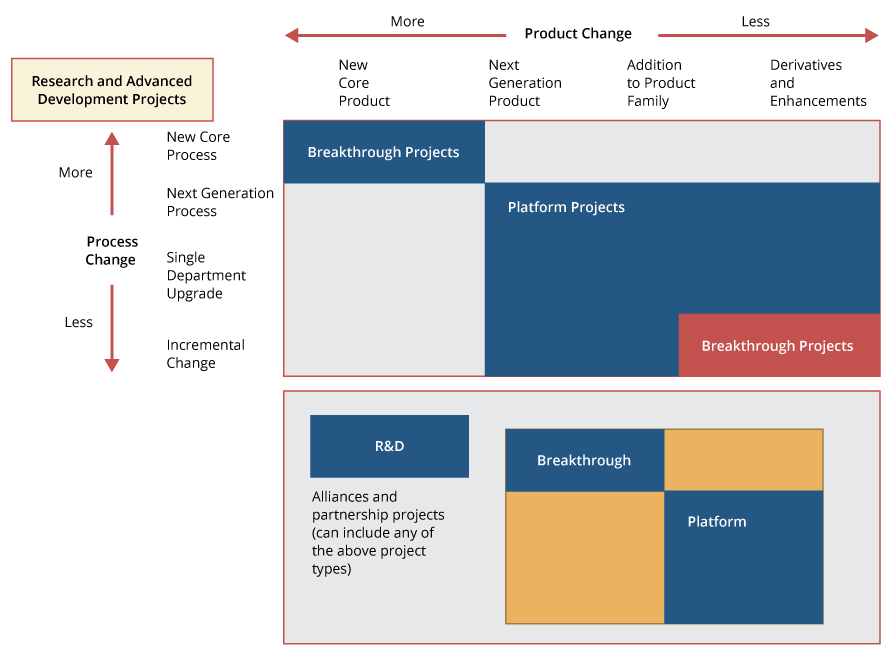 More
Product Change
Less
New
Core
Product
Next
Generation
Product
Addition
to Product
Family
Derivatives
and
Enhancements
Research and Advanced
Development Projects
More
Process
Change
Less
New Core
Process
Next Generation
Process
Single
Department
Upgrade
Incremental
Change
Breakthrough Projects
Platform Projects
Breakthrough Projects
R&D
Alliances and
partnership projects
(can include any of
the above project
types)
Breakthrough
Platform